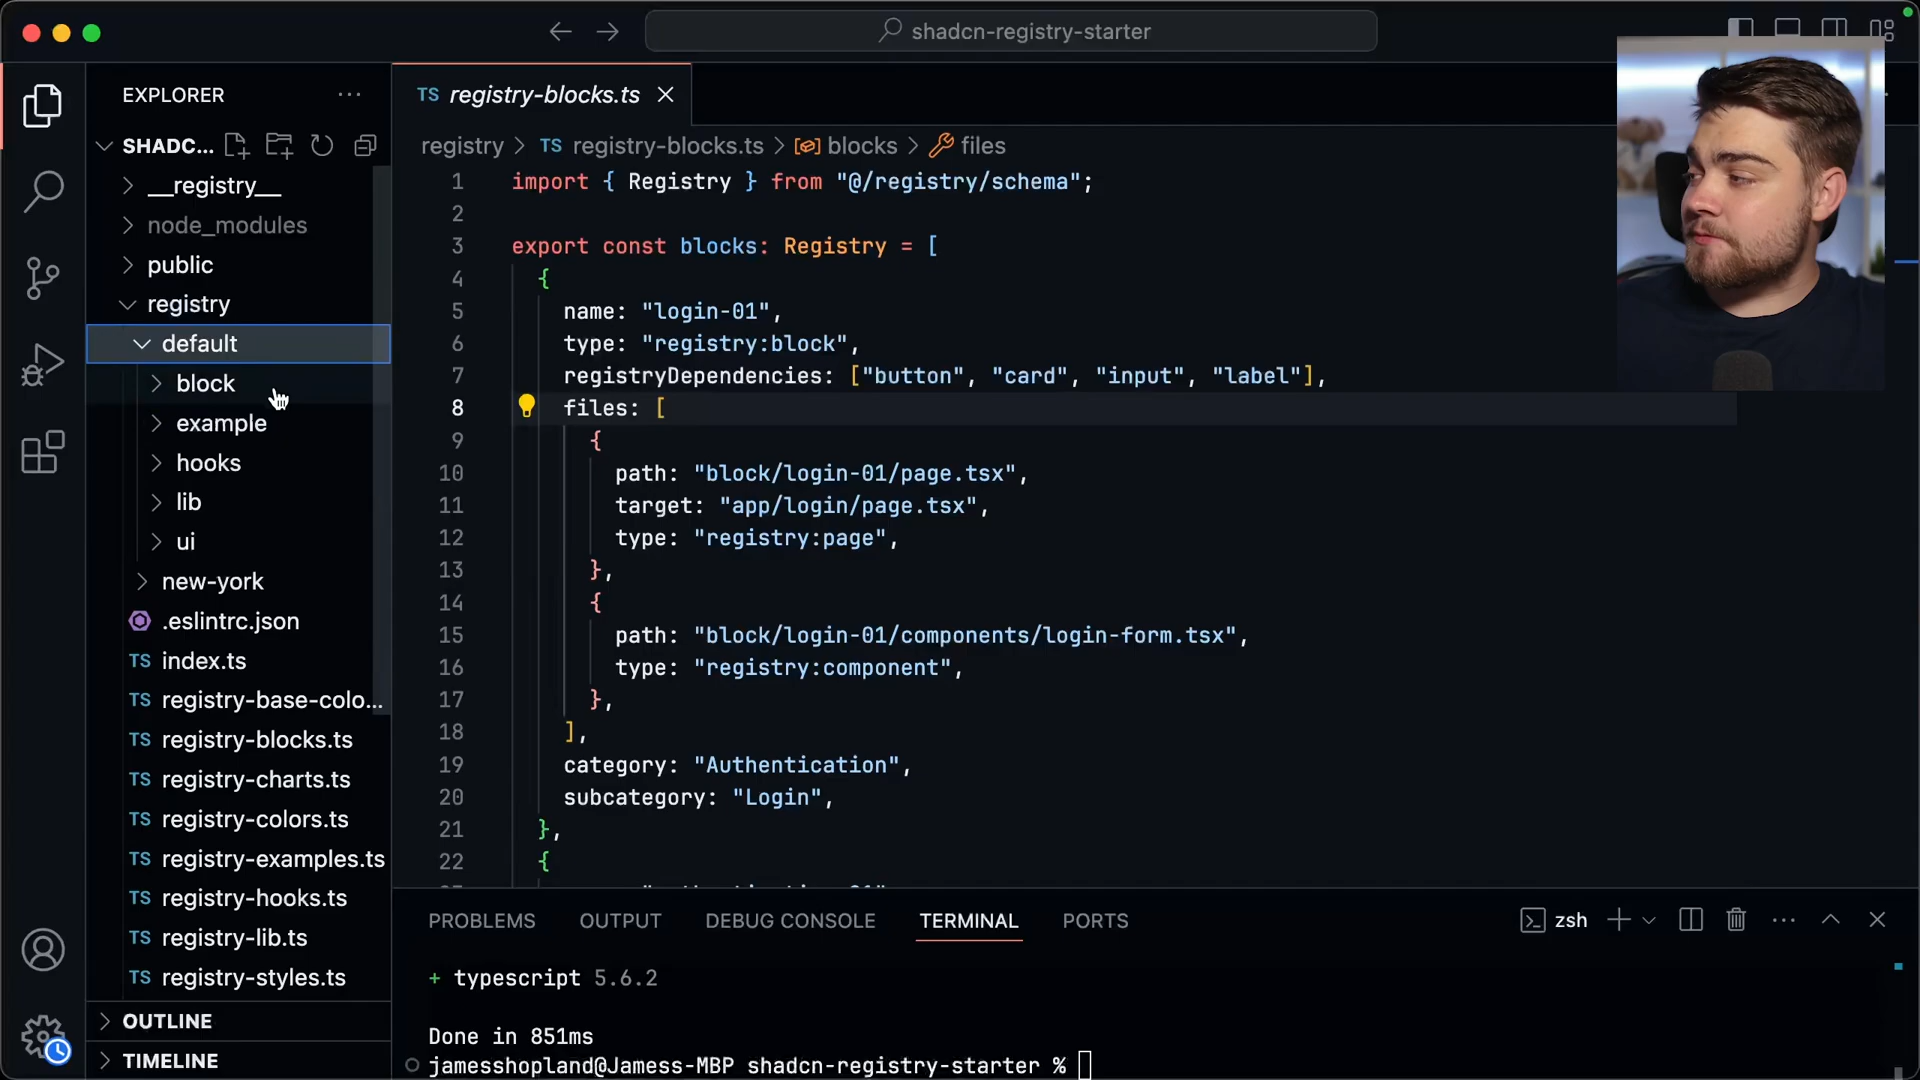 shadcn-registry-starter
EXPLORER
SHADC...
__registry__
node_modules
public
registry
default
block
example
hooks
lib
ui
new-york
.eslintrc.json
TS index.ts
TS registry-base-colo...
TS registry-blocks.ts
TS registry-charts.ts
TS registry-colors.ts
TS registry-examples.ts
TS registry-hooks.ts
TS registry-lib.ts
TS registry-styles.ts
OUTLINE
TIMELINE
TS registry-blocks.ts
registry > TS registry-blocks.ts > blocks > files
1 import { Registry } from "@/registry/schema";
2
3 export const blocks: Registry = [
4 {
5 name: "login-01",
6 type: "registry:block",
7 registryDependencies: ["button", "card", "input", "label"],
8 files: [
9 {
10 path: "block/login-01/page.tsx",
11 target: "app/login/page.tsx",
12 type: "registry:page",
13 },
14 {
15 path: "block/login-01/components/login-form.tsx",
16 type: "registry:component",
17 },
18 ],
19 category: "Authentication",
20 subcategory: "Login",
21 },
22 {
PROBLEMS OUTPUT DEBUG CONSOLE TERMINAL PORTS
zsh
+ typescript 5.6.2
Done in 851ms
jamesshopland@Jamess-MBP shadcn-registry-starter %